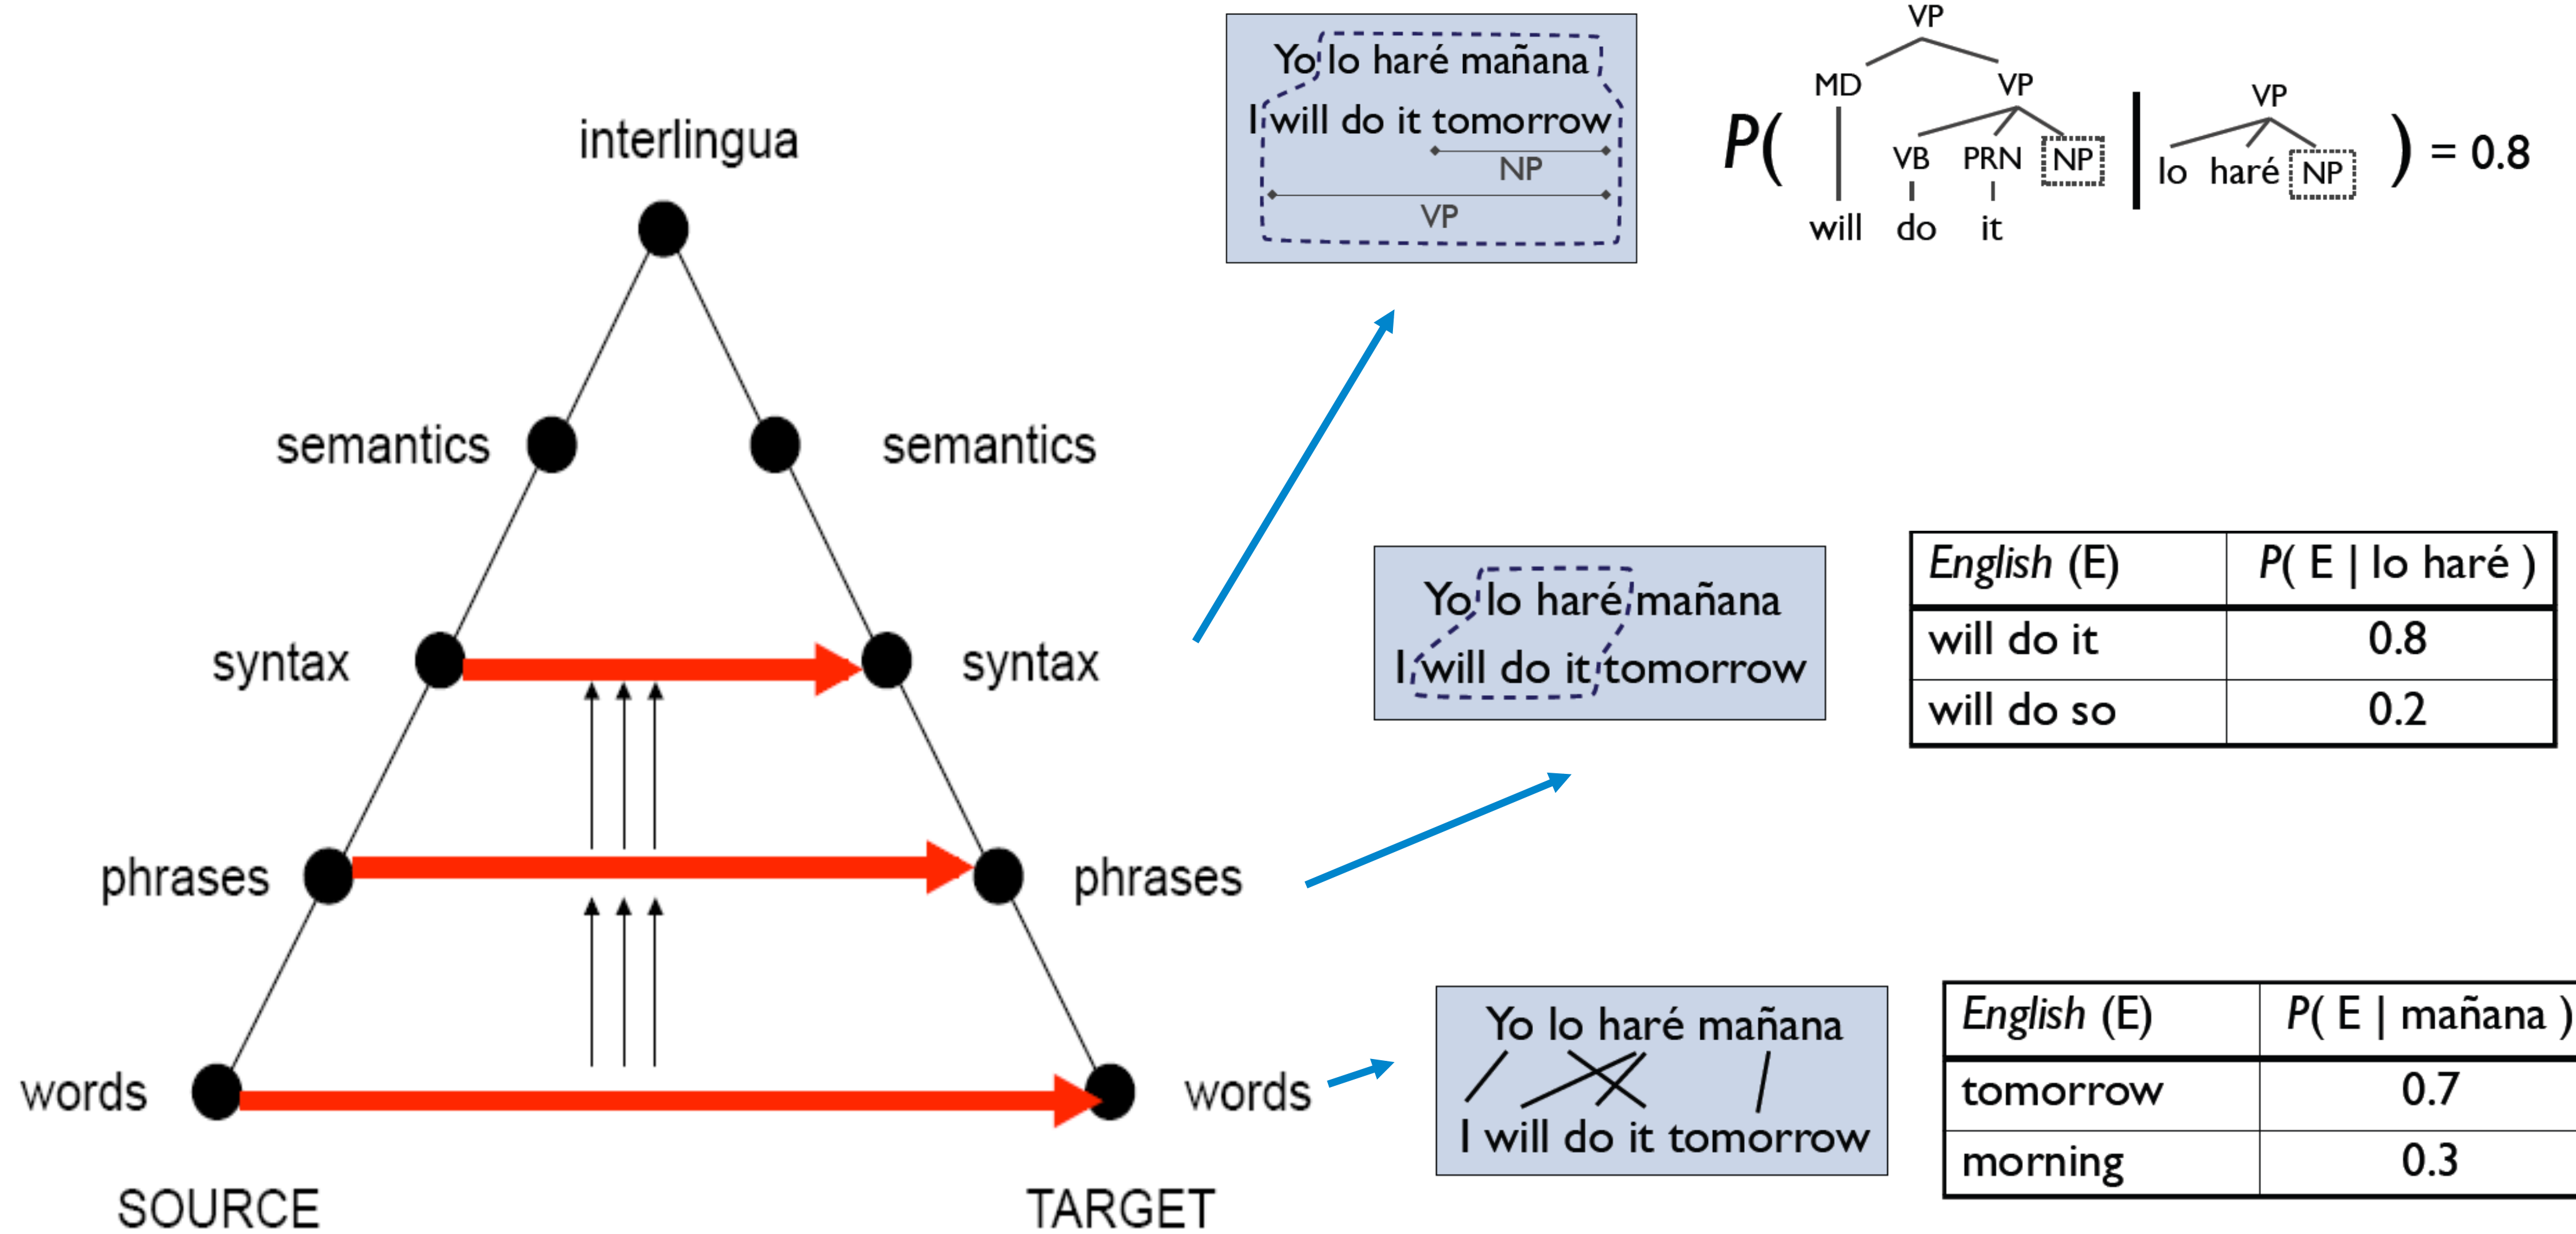 interlingua
semantics semantics
syntax syntax
phrases phrases
words words
SOURCE TARGET
Yo lo haré mañana
I will do it tomorrow
NP
VP
VP
MD VP
VB PRN NP
will do it
P( | ) = 0.8
VP
lo haré NP
Yo lo haré mañana
I will do it tomorrow
English (E) P( E | lo haré )
will do it 0.8
will do so 0.2
Yo lo haré mañana
I will do it tomorrow
English (E) P( E | mañana )
tomorrow 0.7
morning 0.3